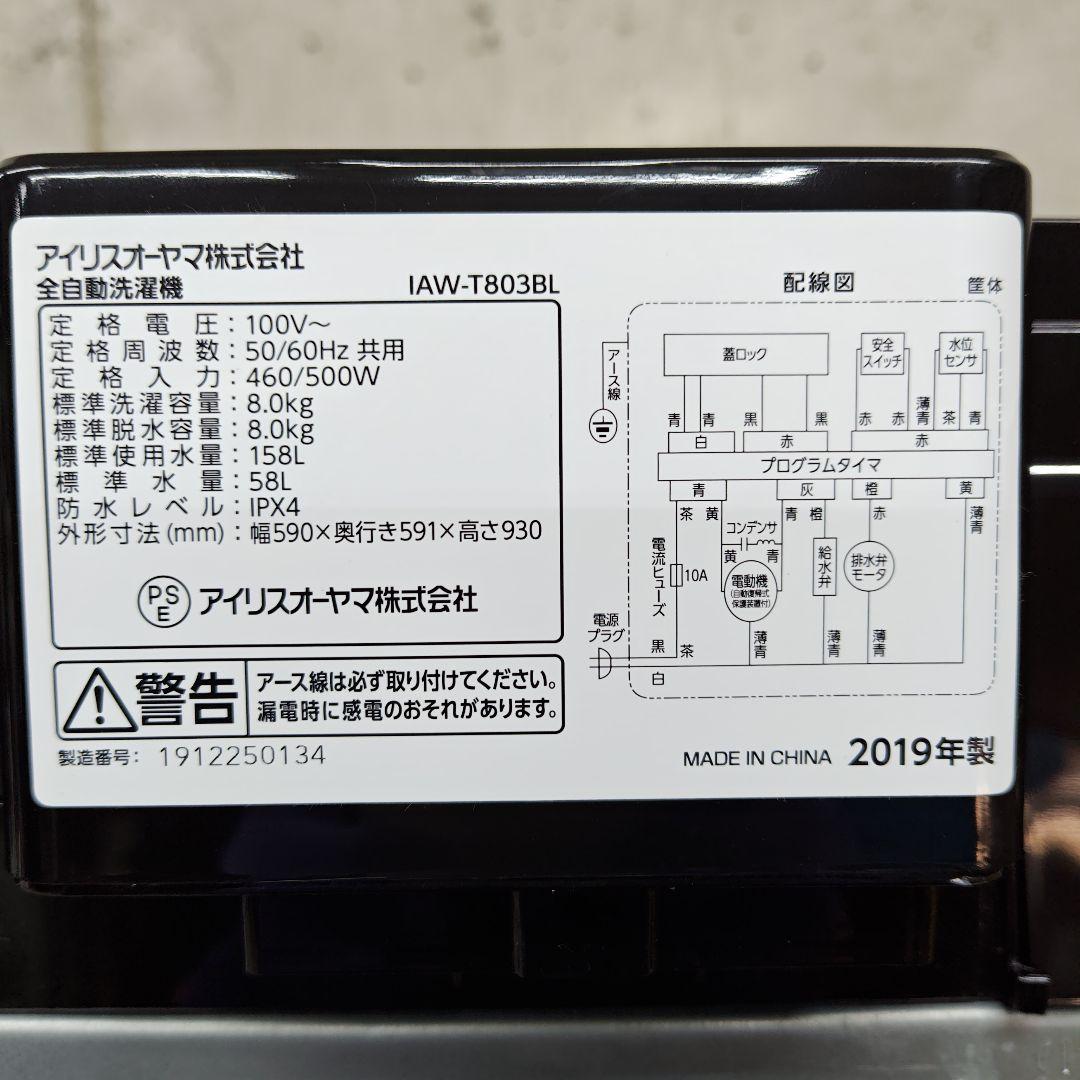 アイリスオーヤマ株式会社
全自動洗濯機 IAW-T803BL
定格電圧：100V～
定格周波数：50/60Hz 共用
定格入力：460/500W
標準洗濯容量：8.0kg
標準脱水容量：8.0kg
標準使用水量：158L
標準水量：58L
防水レベル：IPX4
外形寸法(mm)：幅590×奥行き591×高さ930
PSE アイリスオーヤマ株式会社
警告
アース線は必ず取り付けてください。
漏電時に感電のおそれがあります。
製造番号：1912250134
配線図 筐体
アース線
蓋ロック
安全
スイッチ
水位
センサ
青 青 黒 黒 赤 赤 薄青 茶 青
白 赤 赤
プログラムタイマ
青 灰 橙 黄
茶 黄 青 橙 赤 薄青
コンデンサ
黄 青
電流ヒューズ
10A
電動機
(自動復帰式
保護装置付)
給水弁
排水弁
モータ
電源
プラグ
黒 茶 薄青 薄青 薄青
白
MADE IN CHINA 2019年製